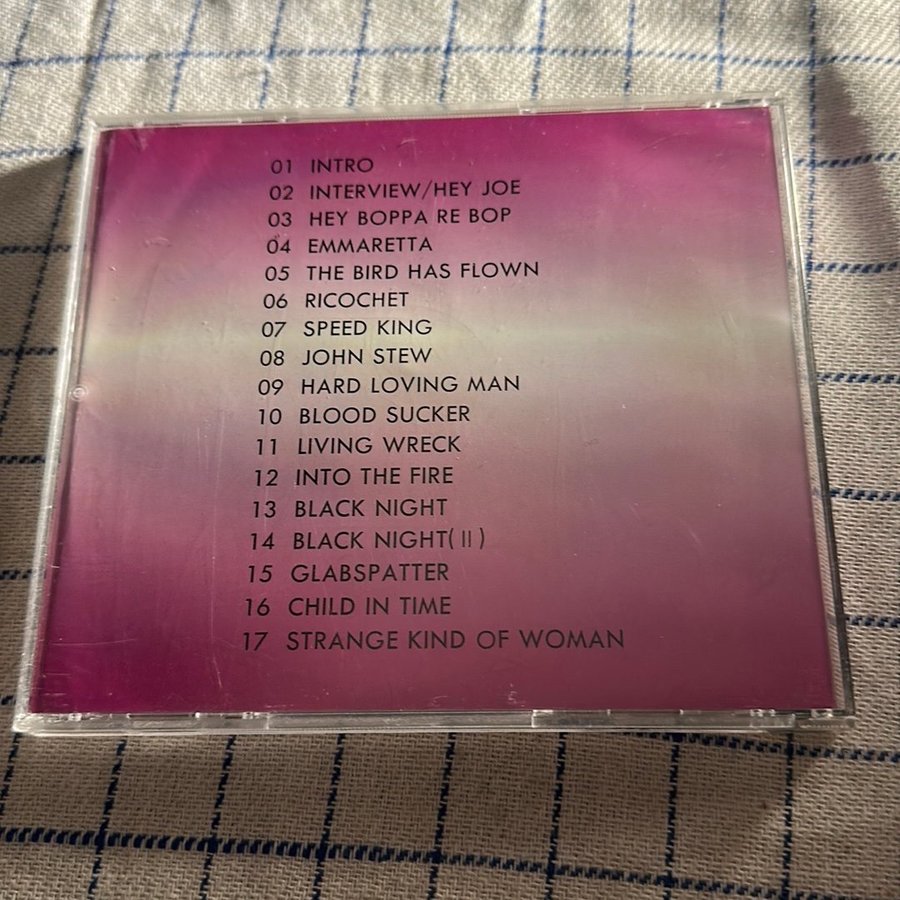 01 INTRO
02 INTERVIEW/HEY JOE
03 HEY BOPPA RE BOP
04 EMMARETTA
05 THE BIRD HAS FLOWN
06 RICOCHET
07 SPEED KING
08 JOHN STEW
09 HARD LOVING MAN
10 BLOOD SUCKER
11 LIVING WRECK
12 INTO THE FIRE
13 BLACK NIGHT
14 BLACK NIGHT(II)
15 GLABSPATTER
16 CHILD IN TIME
17 STRANGE KIND OF WOMAN